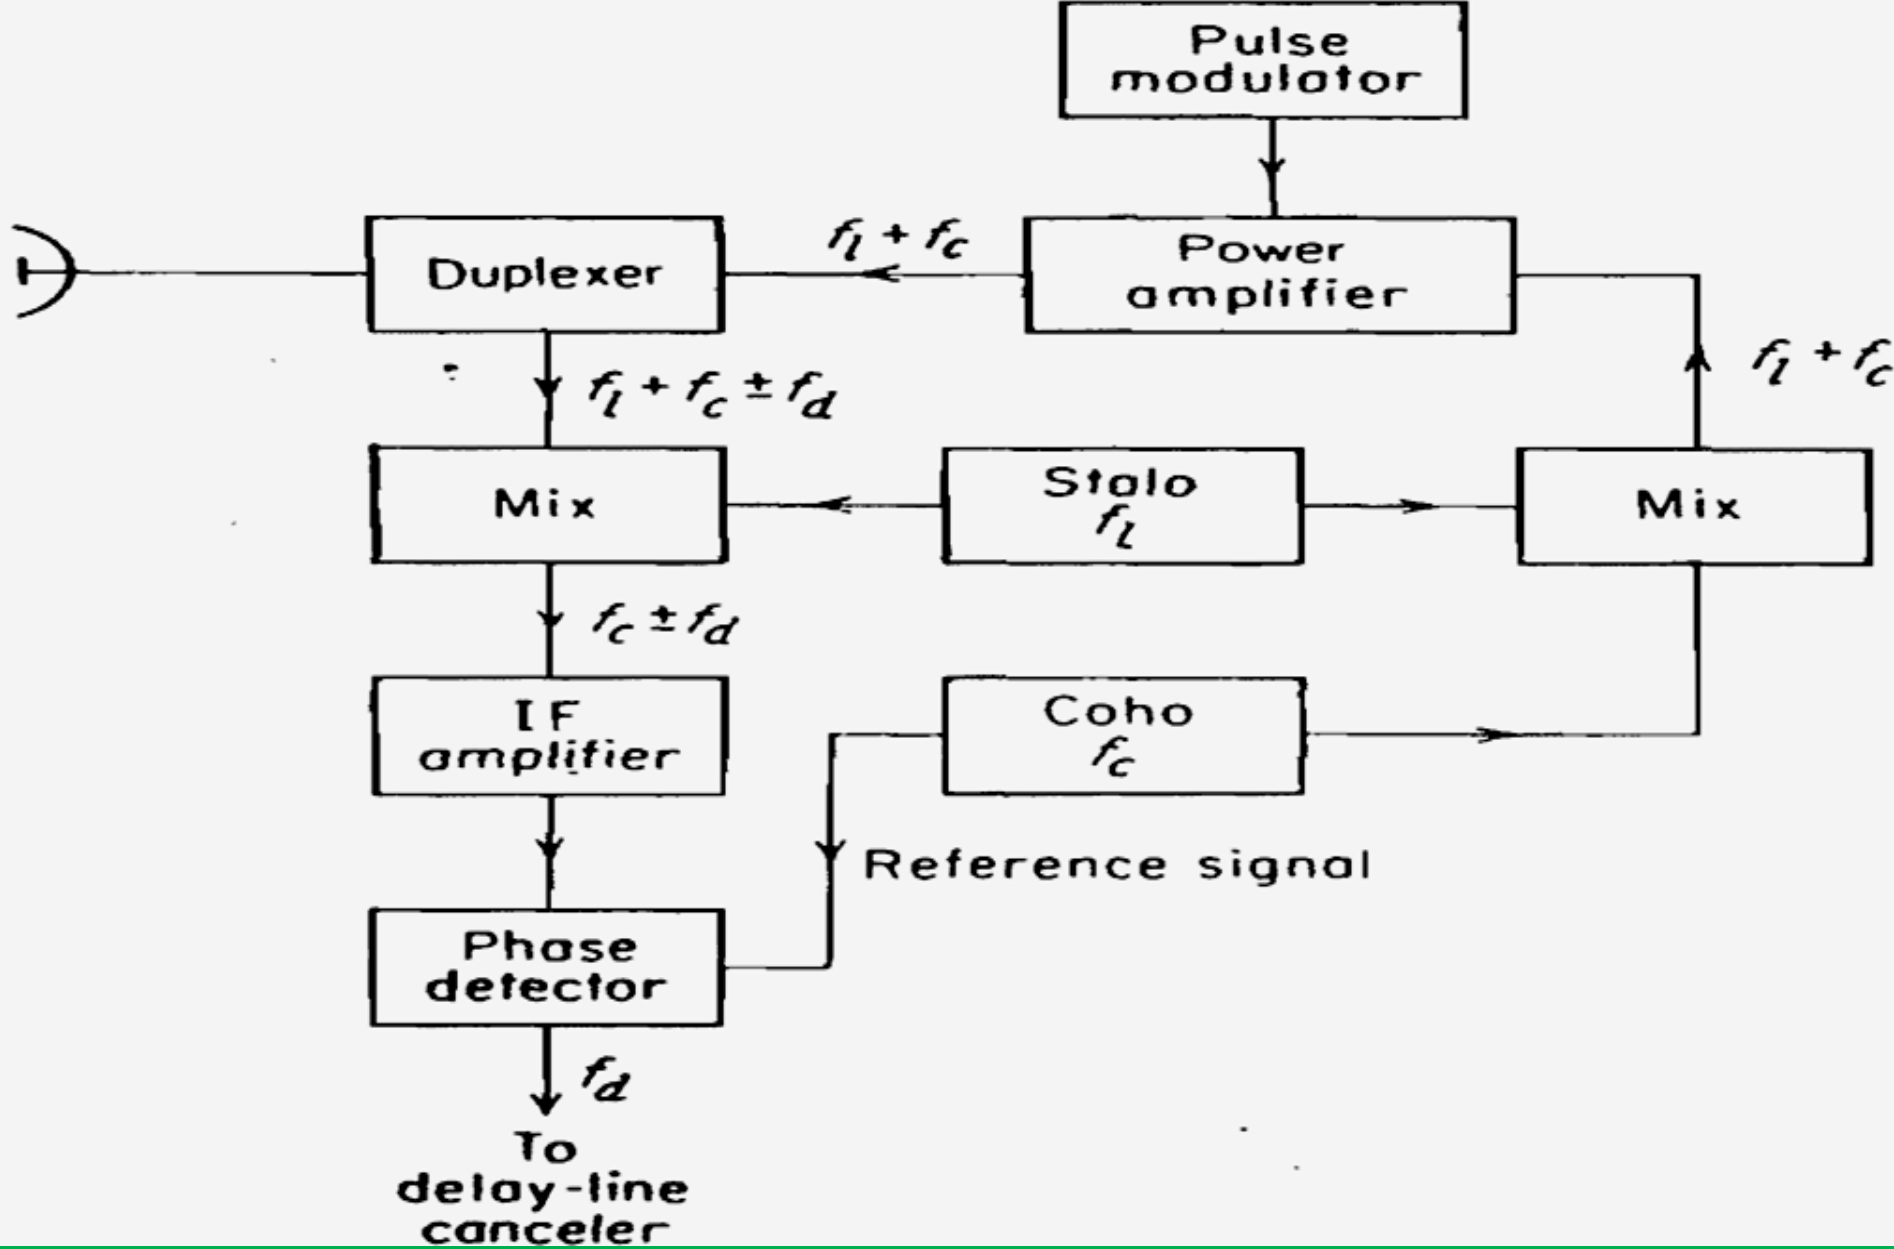 Pulse
modulator
Duplexer
f_l + f_c
Power
amplifier
f_l + f_c ± f_d
f_l + f_c
Mix
Stalo
f_l
Mix
f_c ± f_d
IF
amplifier
Coho
f_c
Reference signal
Phase
detector
f_d
To
delay-line
canceler